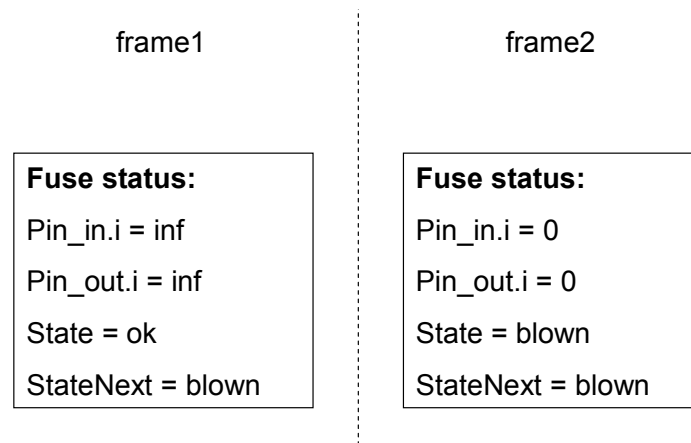 frame1
frame2
Fuse status:
Pin_in.i = inf
Pin_out.i = inf
State = ok
StateNext = blown
Fuse status:
Pin_in.i = 0
Pin_out.i = 0
State = blown
StateNext = blown